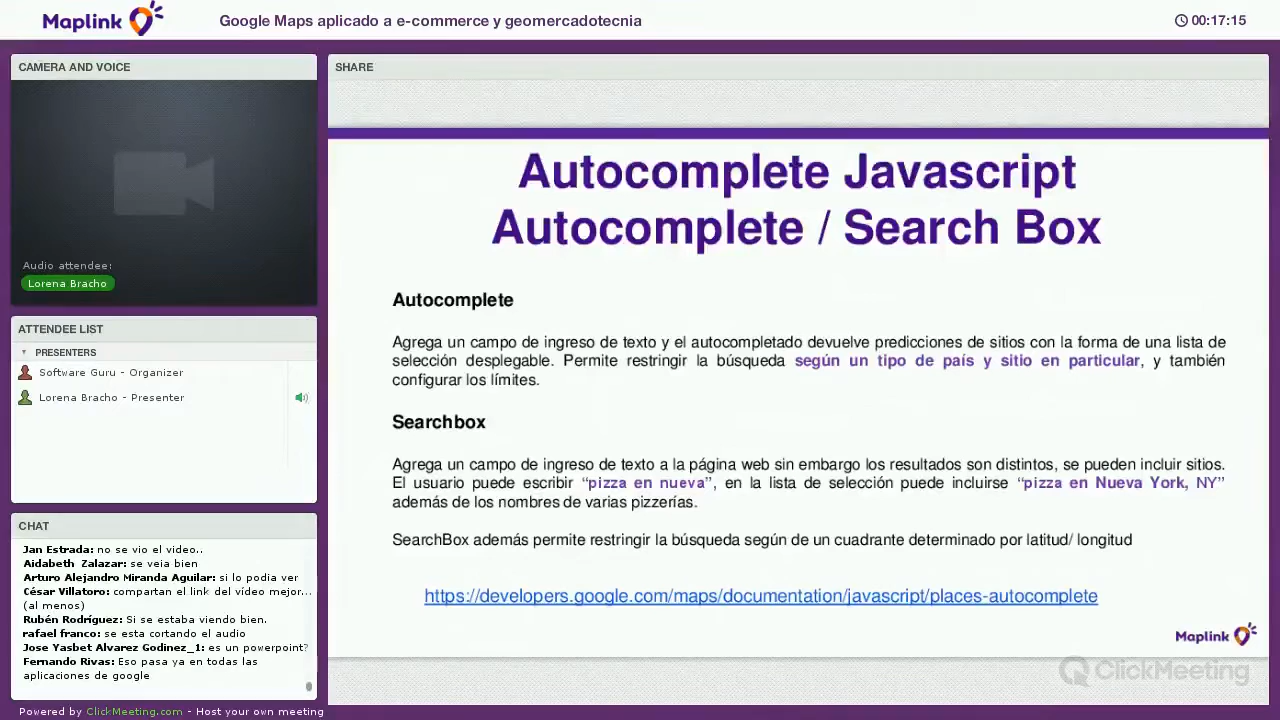 Maplink
Google Maps aplicado a e-commerce y geomercadotecnia
00:17:15
CAMERA AND VOICE
Audio attendee:
Lorena Bracho
ATTENDEE LIST
PRESENTERS
Software Guru - Organizer
Lorena Bracho - Presenter
CHAT
Jan Estrada: no se vio el video..
Aidabeth Zalazar: se veia bien
Arturo Alejandro Miranda Aguilar: si lo podia ver
César Villatoro: compartan el link del vídeo mejor...
(al menos)
Rubén Rodríguez: Si se estaba viendo bien.
rafael franco: se esta cortando el audio
Jose Yasbet Alvarez Godinez_1: es un powerpoint?
Fernando Rivas: Eso pasa ya en todas las
aplicaciones de google
Powered by ClickMeeting.com - Host your own meeting
SHARE
Autocomplete Javascript
Autocomplete / Search Box
Autocomplete
Agrega un campo de ingreso de texto y el autocompletado devuelve predicciones de sitios con la forma de una lista de
selección desplegable. Permite restringir la búsqueda según un tipo de país y sitio en particular, y también
configurar los límites.
Searchbox
Agrega un campo de ingreso de texto a la página web sin embargo los resultados son distintos, se pueden incluir sitios.
El usuario puede escribir “pizza en nueva”, en la lista de selección puede incluirse “pizza en Nueva York, NY”
además de los nombres de varias pizzerías.
SearchBox además permite restringir la búsqueda según de un cuadrante determinado por latitud/ longitud
https://developers.google.com/maps/documentation/javascript/places-autocomplete
Maplink
ClickMeeting